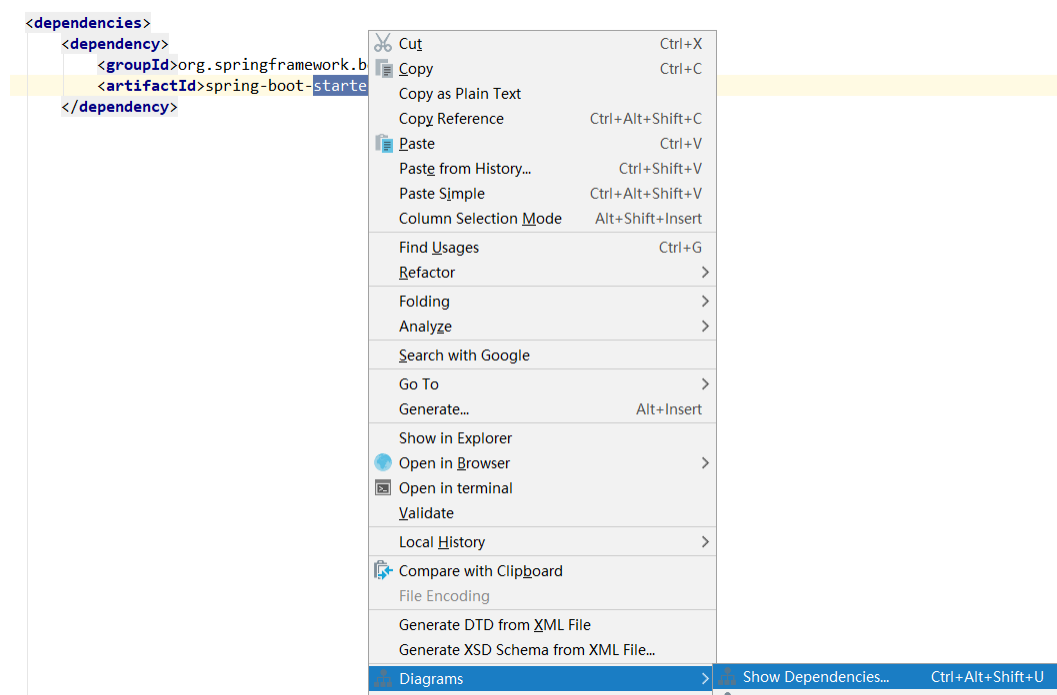 <dependencies>
<dependency>
<groupId>org.springframework.b
<artifactId>spring-boot-starte
</dependency>
Cut Ctrl+X
Copy Ctrl+C
Copy as Plain Text
Copy Reference Ctrl+Alt+Shift+C
Paste Ctrl+V
Paste from History... Ctrl+Shift+V
Paste Simple Ctrl+Alt+Shift+V
Column Selection Mode Alt+Shift+Insert
Find Usages Ctrl+G
Refactor
Folding
Analyze
Search with Google
Go To
Generate... Alt+Insert
Show in Explorer
Open in Browser
Open in terminal
Validate
Local History
Compare with Clipboard
File Encoding
Generate DTD from XML File
Generate XSD Schema from XML File...
Diagrams
Show Dependencies... Ctrl+Alt+Shift+U